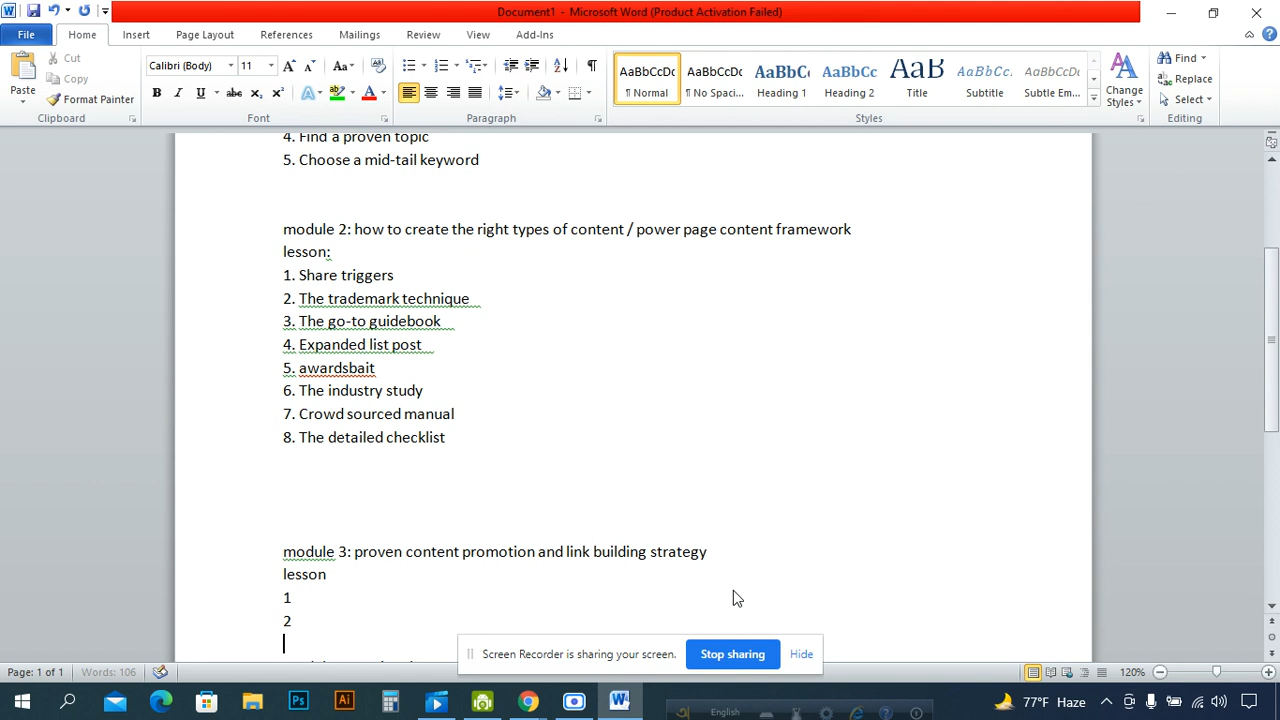 Document1 - Microsoft Word (Product Activation Failed)
File Home Insert Page Layout References Mailings Review View Add-Ins
Paste
Cut
Copy
Format Painter
Calibri (Body) 11
AaBbCcDc AaBbCcDc AaBbCc AaBbCc AaB AaBbCcDc AaBbCcDc
¶ Normal ¶ No Spaci... Heading 1 Heading 2 Title Subtitle Subtle Em...
Change Styles
Find
Replace
Select
Clipboard Font Paragraph Styles Editing
4. Find a proven topic
5. Choose a mid-tail keyword
module 2: how to create the right types of content / power page content framework
lesson:
1. Share triggers
2. The trademark technique
3. The go-to guidebook
4. Expanded list post
5. awardsbait
6. The industry study
7. Crowd sourced manual
8. The detailed checklist
module 3: proven content promotion and link building strategy
lesson
1
2
Screen Recorder is sharing your screen. Stop sharing Hide
Page: 1 of 1 Words: 106 120%
English
77°F Haze